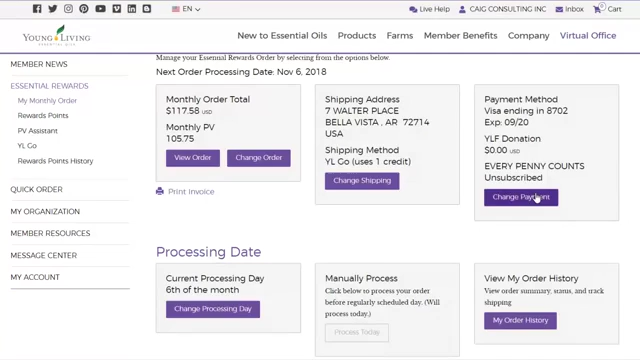 EN
Live Help
CAIG CONSULTING INC
Inbox
0
Cart
YOUNG LIVING
ESSENTIAL OILS
New to Essential Oils
Products
Farms
Member Benefits
Company
Virtual Office
MEMBER NEWS
ESSENTIAL REWARDS
My Monthly Order
Rewards Points
PV Assistant
YL Go
Rewards Points History
QUICK ORDER
MY ORGANIZATION
MEMBER RESOURCES
MESSAGE CENTER
MY ACCOUNT
Manage your Essential Rewards Order by selecting from the options below.
Next Order Processing Date: Nov 6, 2018
Monthly Order Total
$117.58 USD
Monthly PV
105.75
View Order
Change Order
Print Invoice
Shipping Address
7 WALTER PLACE
BELLA VISTA , AR 72714
USA
Shipping Method
YL Go (uses 1 credit)
Change Shipping
Payment Method
Visa ending in 8702
Exp: 09/20
YLF Donation
$0.00 USD
EVERY PENNY COUNTS
Unsubscribed
Change Payment
Processing Date
Current Processing Day
6th of the month
Change Processing Day
Manually Process
Click below to process your order
before regularly scheduled day. (Will
process today.)
Process Today
View My Order History
View order summary, status, and track
shipping
My Order History